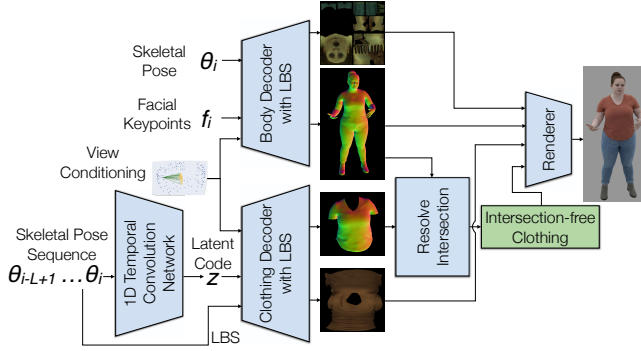 Skeletal
Pose
θi
Facial
Keypoints
fi
View
Conditioning
Body Decoder
with LBS
Skeletal Pose
Sequence
θi-L+1 ...θi
1D Temporal
Convolution
Network
Latent
Code
z
LBS
Clothing Decoder
with LBS
Resolve
Intersection
Intersection-free
Clothing
Renderer